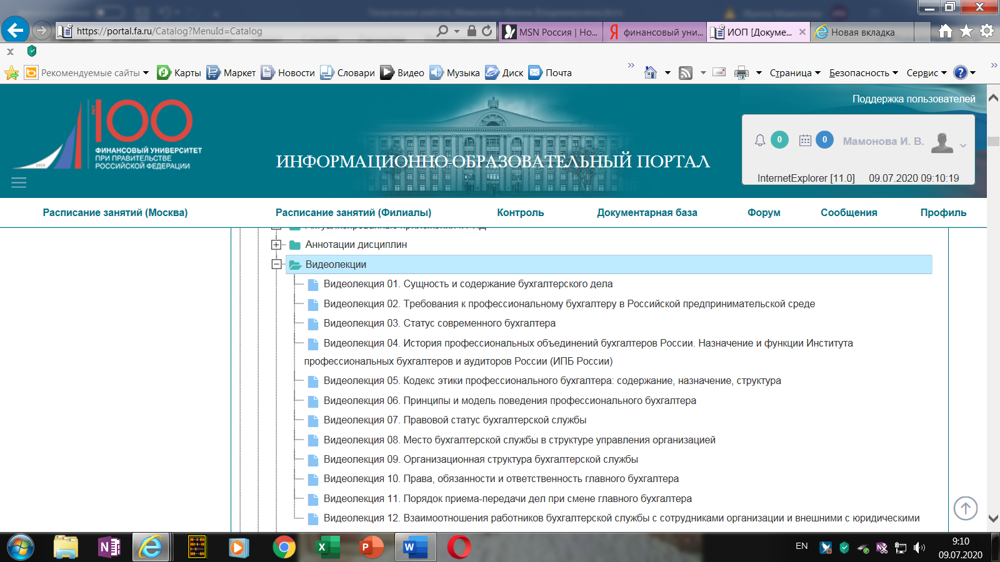 https://portal.fa.ru/Catalog?MenuId=Catalog
MSN Россия | Но...
финансовый уни...
ИОП [Докуме...
Новая вкладка
Рекомендуемые сайты
Карты
Маркет
Новости
Словари
Видео
Музыка
Диск
Почта
Страница
Безопасность
Сервис
Поддержка пользователей
100
ЛЕТ
ФИНАНСОВЫЙ УНИВЕРСИТЕТ
ПРИ ПРАВИТЕЛЬСТВЕ
РОССИЙСКОЙ ФЕДЕРАЦИИ
1919
ИНФОРМАЦИОННО-ОБРАЗОВАТЕЛЬНЫЙ ПОРТАЛ
0
0
Мамонова И. В.
InternetExplorer [11.0] 09.07.2020 09:10:19
Расписание занятий (Москва)
Расписание занятий (Филиалы)
Контроль
Документарная база
Форум
Сообщения
Профиль
Аннотации дисциплин
Видеолекции
Видеолекция 01. Сущность и содержание бухгалтерского дела
Видеолекция 02. Требования к профессиональному бухгалтеру в Российской предпринимательской среде
Видеолекция 03. Статус современного бухгалтера
Видеолекция 04. История профессиональных объединений бухгалтеров России. Назначение и функции Института
профессиональных бухгалтеров и аудиторов России (ИПБ России)
Видеолекция 05. Кодекс этики профессионального бухгалтера: содержание, назначение, структура
Видеолекция 06. Принципы и модель поведения профессионального бухгалтера
Видеолекция 07. Правовой статус бухгалтерской службы
Видеолекция 08. Место бухгалтерской службы в структуре управления организацией
Видеолекция 09. Организационная структура бухгалтерской службы
Видеолекция 10. Права, обязанности и ответственность главного бухгалтера
Видеолекция 11. Порядок приема-передачи дел при смене главного бухгалтера
Видеолекция 12. Взаимоотношения работников бухгалтерской службы с сотрудниками организации и внешними с юридическими
EN
9:10
09.07.2020